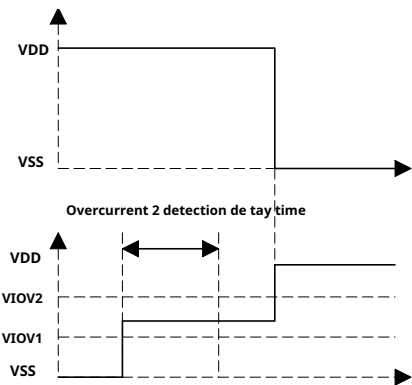 VDD
VSS
Overcurrent 2 detection de tay time
VDD
VIOV2
VIOV1
VSS